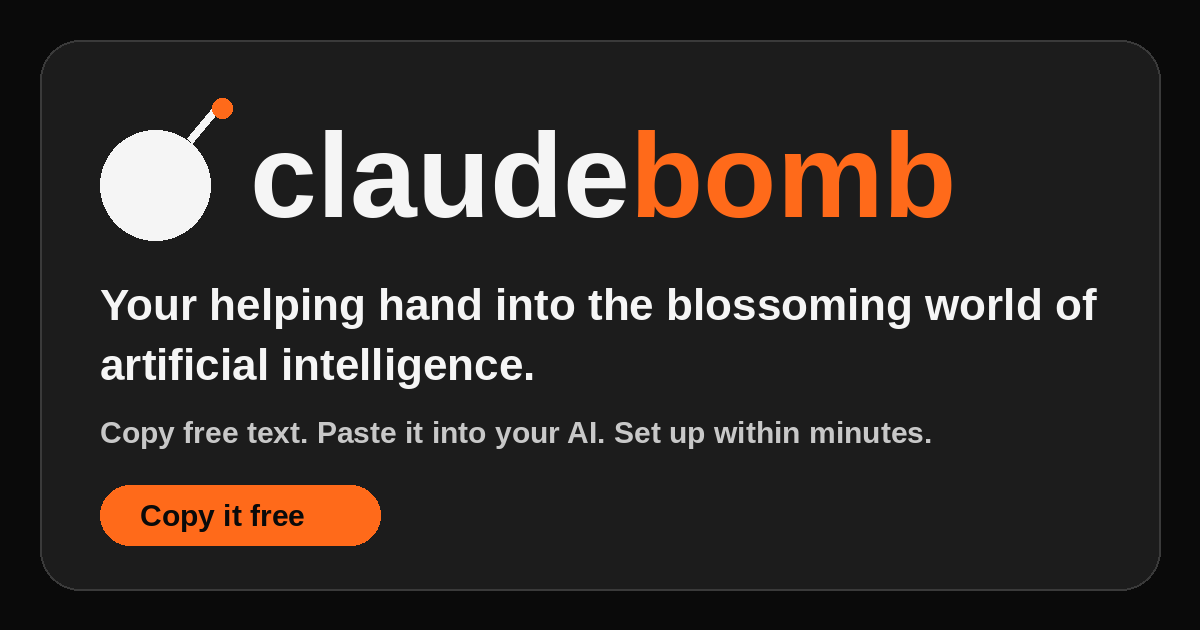 claudebomb
Your helping hand into the blossoming world of
artificial intelligence.
Copy free text. Paste it into your AI. Set up within minutes.
Copy it free